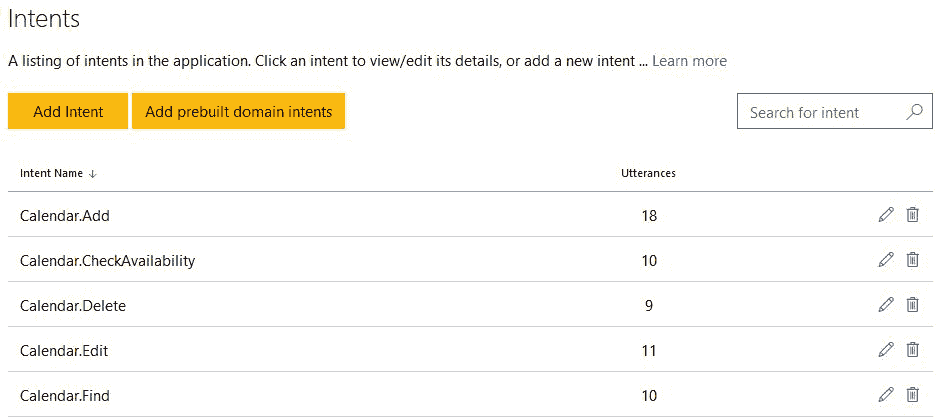 Intents
A listing of intents in the application. Click an intent to view/edit its details, or add a new intent ... Learn more
Add Intent Add prebuilt domain intents Search for intent
Intent Name ↓ Utterances
Calendar.Add 18
Calendar.CheckAvailability 10
Calendar.Delete 9
Calendar.Edit 11
Calendar.Find 10